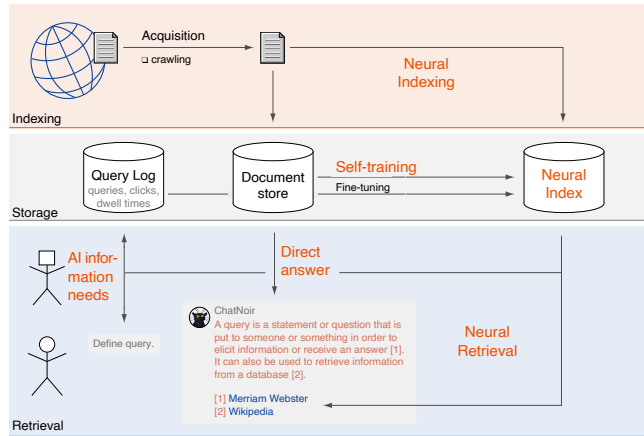 Acquisition
❑ crawling
Neural
Indexing
Indexing
Query Log
queries, clicks,
dwell times
Document
store
Self-training
Fine-tuning
Neural
Index
Storage
AI infor-
mation
needs
Direct
answer
Define query.
ChatNoir
A query is a statement or question that is
put to someone or something in order to
elicit information or receive an answer [1].
It can also be used to retrieve information
from a database [2].
[1] Merriam Webster
[2] Wikipedia
Neural
Retrieval
Retrieval